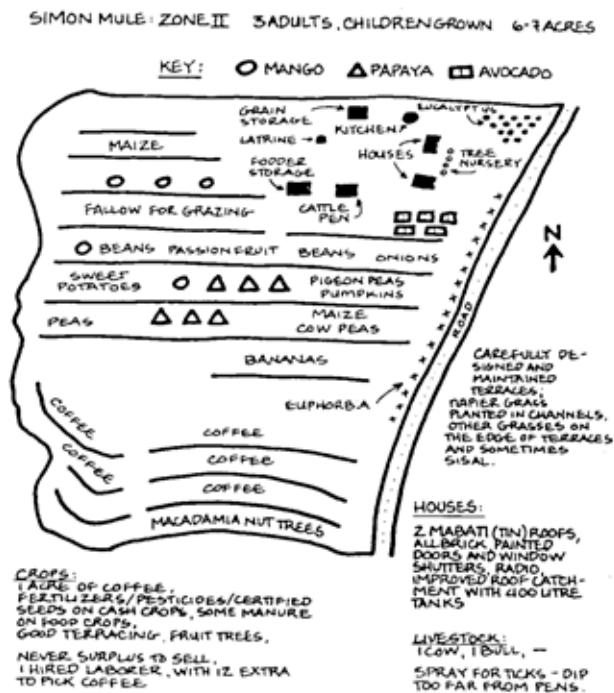 SIMON MULE: ZONE II 3 ADULTS, CHILDREN GROWN 6-7 ACRES
KEY: MANGO PAPAYA AVOCADO
GRAIN STORAGE
KITCHEN
EUCALYPTUS
LATRINE
HOUSES
TREE NURSERY
FODDER STORAGE
CATTLE PEN
MAIZE
FALLOW FOR GRAZING
BEANS PASSIONFRUIT BEANS ONIONS
SWEET POTATOES
PIGEON PEAS
PUMPKINS
PEAS
MAIZE
COW PEAS
BANANAS
EUPHORBIA
ROAD
N
COFFEE
COFFEE
COFFEE
COFFEE
COFFEE
MACADAMIA NUT TREES
CAREFULLY DE-
SIGNED AND
MAINTAINED
TERRACES;
NAPIER GRASS
PLANTED IN CHANNELS,
OTHER GRASSES ON
THE EDGE OF TERRACES
AND SOMETIMES
SISAL.
HOUSES:
2 MABATI (TIN) ROOFS,
ALL BRICK, PAINTED
DOORS AND WINDOW
SHUTTERS, RADIO,
IMPROVED ROOF CATCH-
MENT WITH 400 LITRE
TANKS
CROPS:
1 ACRE OF COFFEE,
FERTILIZERS/PESTICIDES/CERTIFIED
SEEDS ON CASH CROPS, SOME MANURE
ON FOOD CROPS,
GOOD TERRACING, FRUIT TREES,
NEVER SURPLUS TO SELL,
1 HIRED LABORER, WITH 12 EXTRA
TO PICK COFFEE
LIVESTOCK:
1 COW, 1 BULL, —
SPRAY FOR TICKS - DIP
TOO FAR FROM PENS.